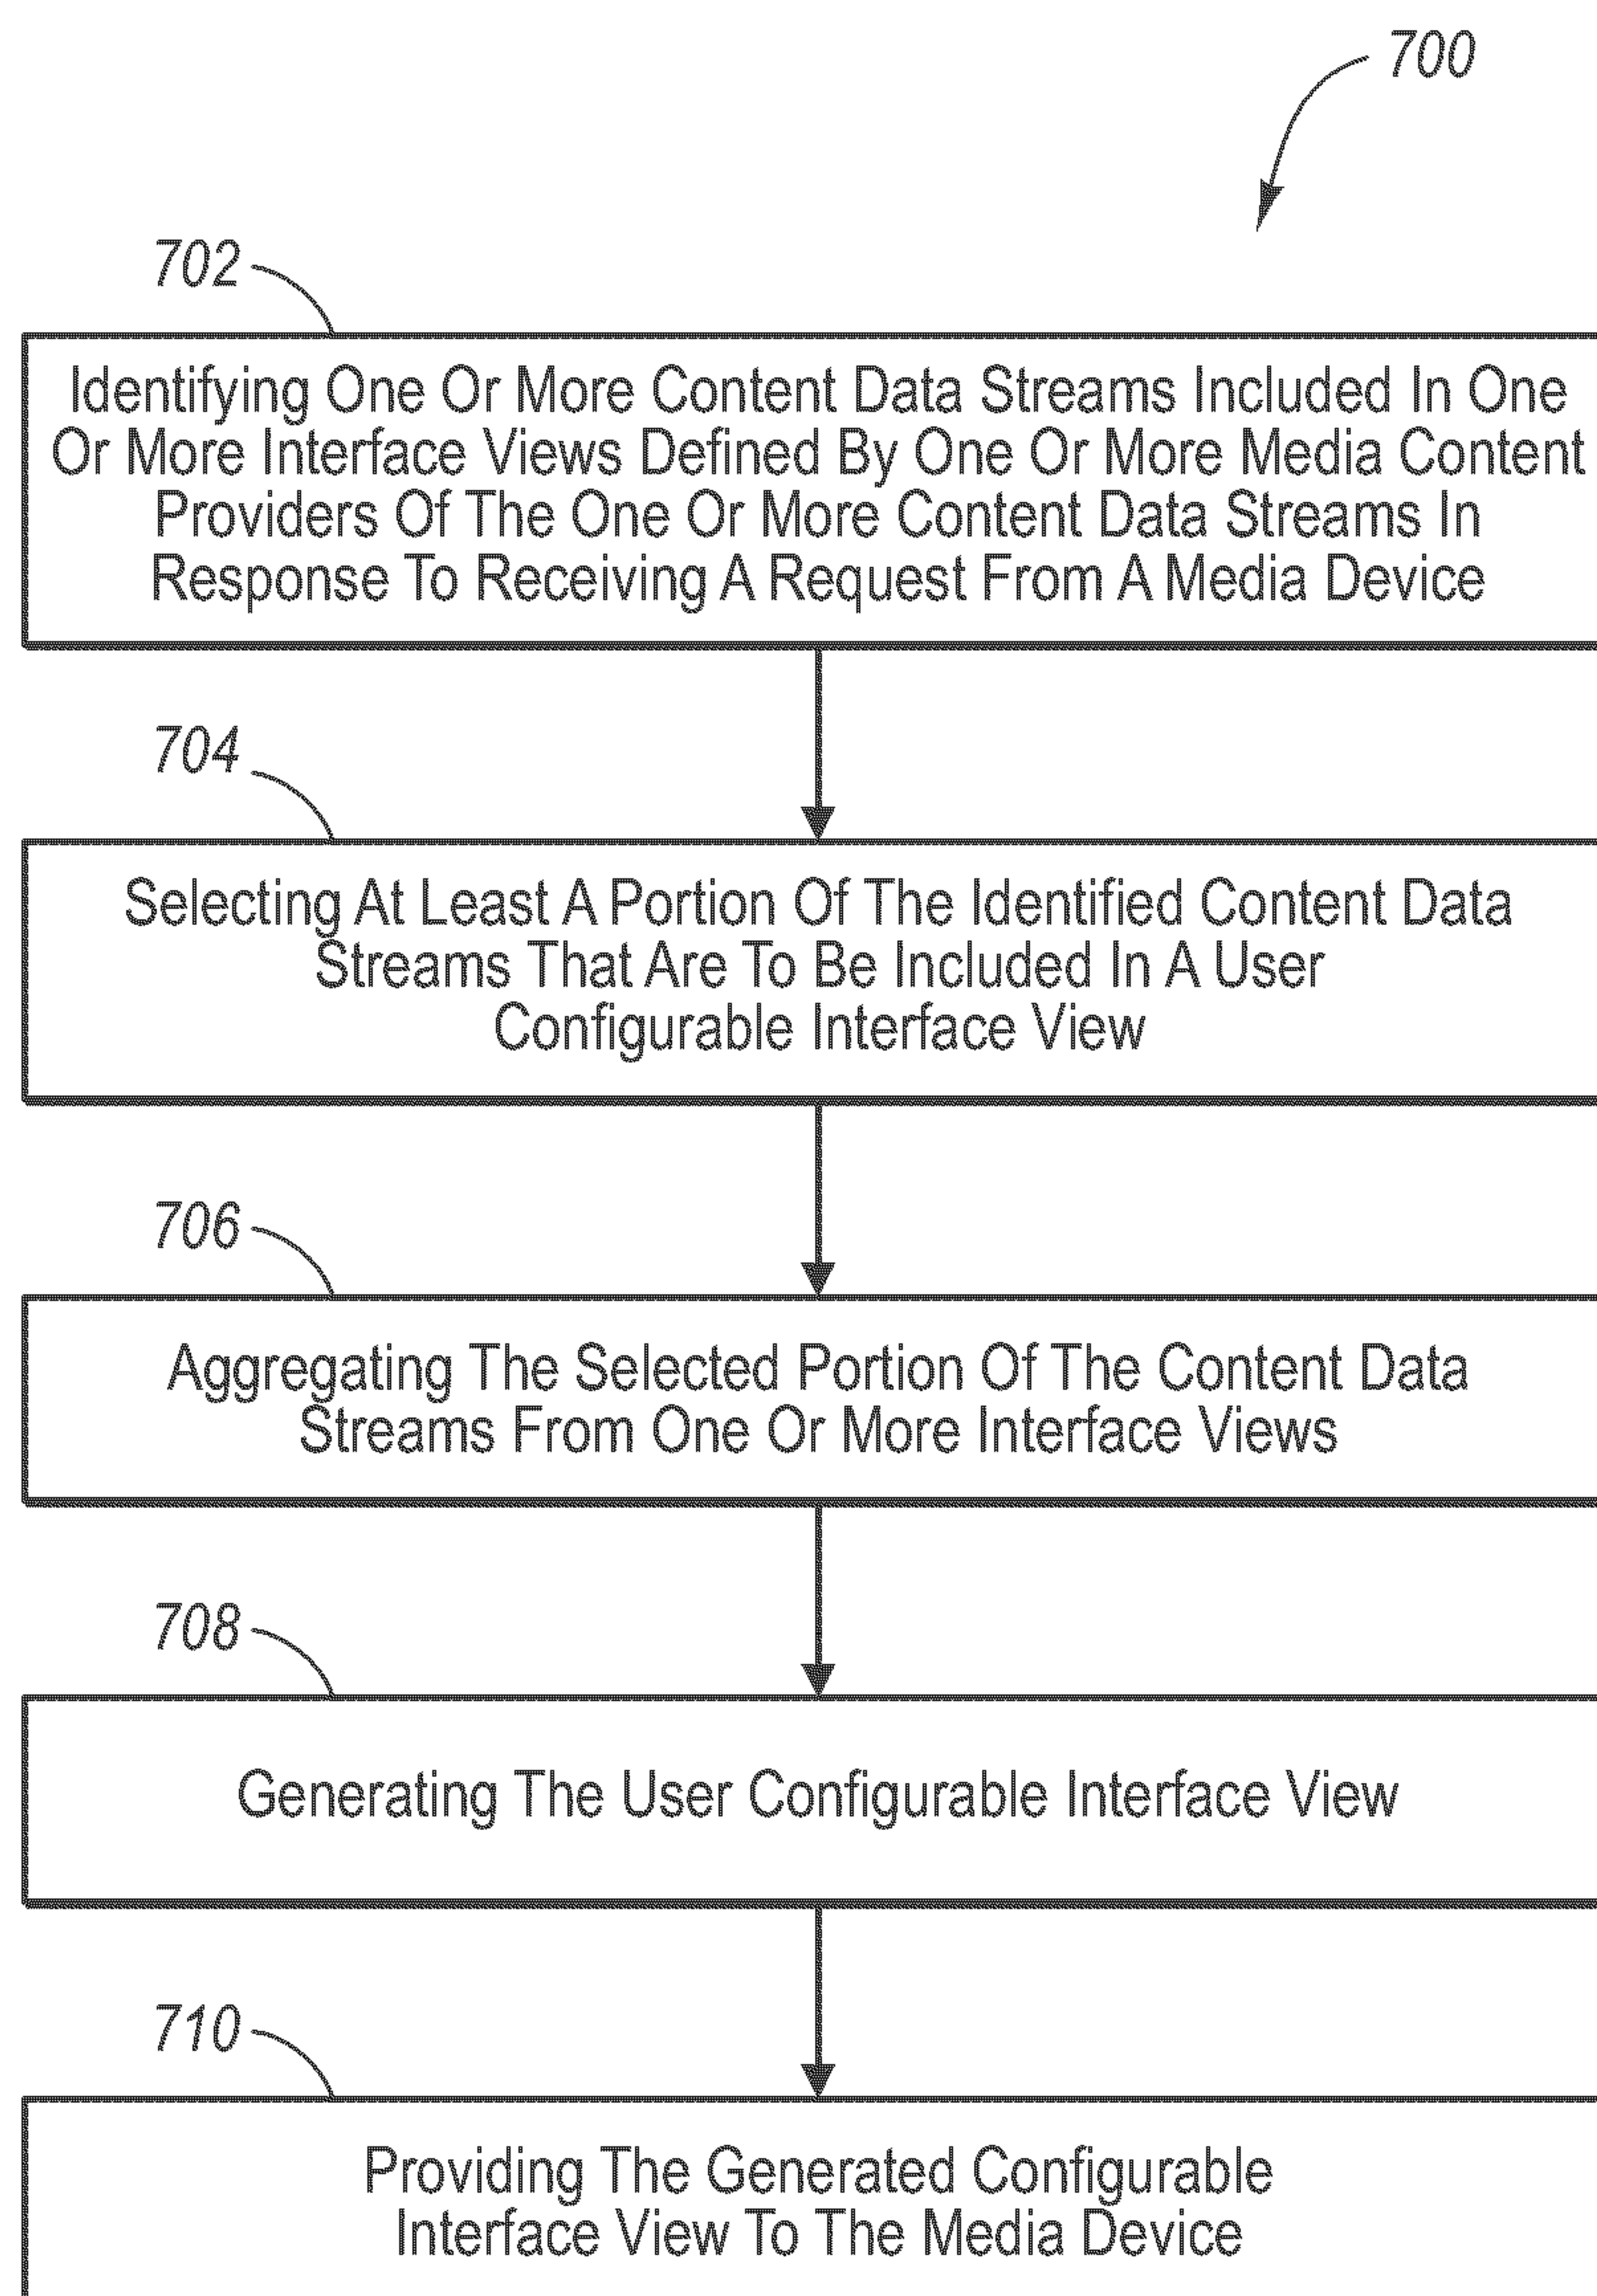 700
702
Identifying One Or More Content Data Streams Included In One
Or More Interface Views Defined By One Or More Media Content
Providers Of The One Or More Content Data Streams In
Response To Receiving A Request From A Media Device
704
Selecting At Least A Portion Of The Identified Content Data
Streams That Are To Be Included In A User
Configurable Interface View
706
Aggregating The Selected Portion Of The Content Data
Streams From One Or More Interface Views
708
Generating The User Configurable Interface View
710
Providing The Generated Configurable
Interface View To The Media Device